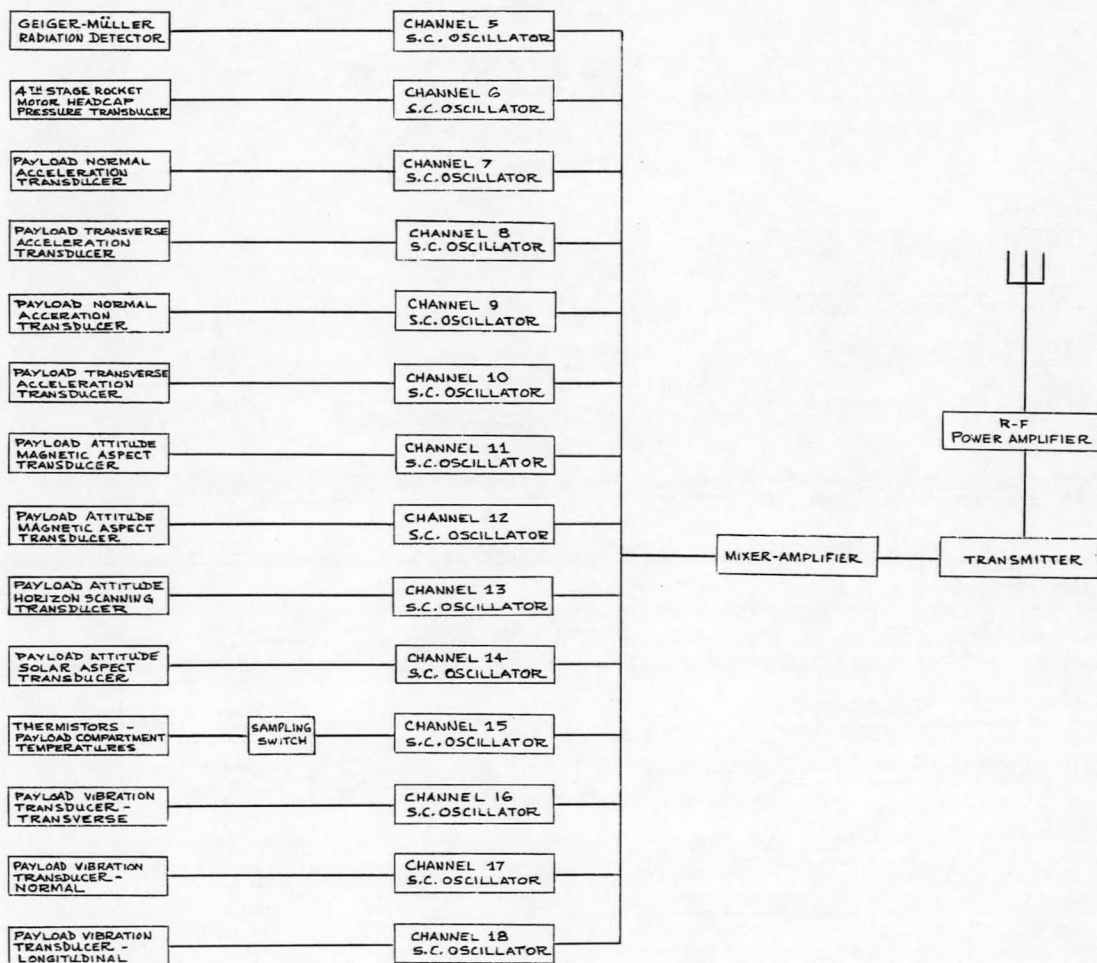 GEIGER-MÜLLER
RADIATION DETECTOR
CHANNEL 5
S.C. OSCILLATOR
4TH STAGE ROCKET
MOTOR HEADCAP
PRESSURE TRANSDUCER
CHANNEL 6
S.C. OSCILLATOR
PAYLOAD NORMAL
ACCELERATION
TRANSDUCER
CHANNEL 7
S.C. OSCILLATOR
PAYLOAD TRANSVERSE
ACCELERATION
TRANSDUCER
CHANNEL 8
S.C. OSCILLATOR
PAYLOAD NORMAL
ACCERATION
TRANSDUCER
CHANNEL 9
S.C. OSCILLATOR
PAYLOAD TRANSVERSE
ACCELERATION
TRANSDUCER
CHANNEL 10
S.C. OSCILLATOR
PAYLOAD ATTITUDE
MAGNETIC ASPECT
TRANSDUCER
CHANNEL 11
S.C. OSCILLATOR
PAYLOAD ATTITUDE
MAGNETIC ASPECT
TRANSDUCER
CHANNEL 12
S.C. OSCILLATOR
PAYLOAD ATTITUDE
HORIZON SCANNING
TRANSDUCER
CHANNEL 13
S.C. OSCILLATOR
PAYLOAD ATTITUDE
SOLAR ASPECT
TRANSDUCER
CHANNEL 14
S.C. OSCILLATOR
THERMISTORS -
PAYLOAD COMPARTMENT
TEMPERATURES
SAMPLING
SWITCH
CHANNEL 15
S.C. OSCILLATOR
PAYLOAD VIBRATION
TRANSDUCER -
TRANSVERSE
CHANNEL 16
S.C. OSCILLATOR
PAYLOAD VIBRATION
TRANSDUCER -
NORMAL
CHANNEL 17
S.C. OSCILLATOR
PAYLOAD VIBRATION
TRANSDUCER -
LONGITUDINAL
CHANNEL 18
S.C. OSCILLATOR
MIXER-AMPLIFIER
TRANSMITTER
R-F
POWER AMPLIFIER